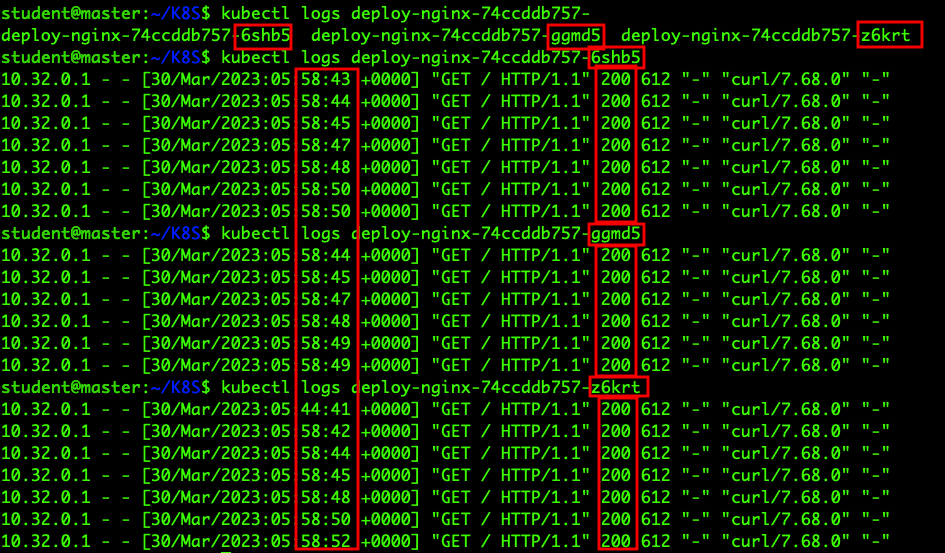 student@master:~/K8S$ kubectl logs deploy-nginx-74ccddb757-
deploy-nginx-74ccddb757-6shb5  deploy-nginx-74ccddb757-ggmd5  deploy-nginx-74ccddb757-z6krt
student@master:~/K8S$ kubectl logs deploy-nginx-74ccddb757-6shb5
10.32.0.1 - - [30/Mar/2023:05:58:43 +0000] "GET / HTTP/1.1" 200 612 "-" "curl/7.68.0" "-"
10.32.0.1 - - [30/Mar/2023:05:58:44 +0000] "GET / HTTP/1.1" 200 612 "-" "curl/7.68.0" "-"
10.32.0.1 - - [30/Mar/2023:05:58:45 +0000] "GET / HTTP/1.1" 200 612 "-" "curl/7.68.0" "-"
10.32.0.1 - - [30/Mar/2023:05:58:47 +0000] "GET / HTTP/1.1" 200 612 "-" "curl/7.68.0" "-"
10.32.0.1 - - [30/Mar/2023:05:58:48 +0000] "GET / HTTP/1.1" 200 612 "-" "curl/7.68.0" "-"
10.32.0.1 - - [30/Mar/2023:05:58:50 +0000] "GET / HTTP/1.1" 200 612 "-" "curl/7.68.0" "-"
10.32.0.1 - - [30/Mar/2023:05:58:50 +0000] "GET / HTTP/1.1" 200 612 "-" "curl/7.68.0" "-"
student@master:~/K8S$ kubectl logs deploy-nginx-74ccddb757-ggmd5
10.32.0.1 - - [30/Mar/2023:05:58:44 +0000] "GET / HTTP/1.1" 200 612 "-" "curl/7.68.0" "-"
10.32.0.1 - - [30/Mar/2023:05:58:45 +0000] "GET / HTTP/1.1" 200 612 "-" "curl/7.68.0" "-"
10.32.0.1 - - [30/Mar/2023:05:58:47 +0000] "GET / HTTP/1.1" 200 612 "-" "curl/7.68.0" "-"
10.32.0.1 - - [30/Mar/2023:05:58:48 +0000] "GET / HTTP/1.1" 200 612 "-" "curl/7.68.0" "-"
10.32.0.1 - - [30/Mar/2023:05:58:49 +0000] "GET / HTTP/1.1" 200 612 "-" "curl/7.68.0" "-"
10.32.0.1 - - [30/Mar/2023:05:58:49 +0000] "GET / HTTP/1.1" 200 612 "-" "curl/7.68.0" "-"
student@master:~/K8S$ kubectl logs deploy-nginx-74ccddb757-z6krt
10.32.0.1 - - [30/Mar/2023:05:44:41 +0000] "GET / HTTP/1.1" 200 612 "-" "curl/7.68.0" "-"
10.32.0.1 - - [30/Mar/2023:05:58:42 +0000] "GET / HTTP/1.1" 200 612 "-" "curl/7.68.0" "-"
10.32.0.1 - - [30/Mar/2023:05:58:44 +0000] "GET / HTTP/1.1" 200 612 "-" "curl/7.68.0" "-"
10.32.0.1 - - [30/Mar/2023:05:58:45 +0000] "GET / HTTP/1.1" 200 612 "-" "curl/7.68.0" "-"
10.32.0.1 - - [30/Mar/2023:05:58:48 +0000] "GET / HTTP/1.1" 200 612 "-" "curl/7.68.0" "-"
10.32.0.1 - - [30/Mar/2023:05:58:50 +0000] "GET / HTTP/1.1" 200 612 "-" "curl/7.68.0" "-"
10.32.0.1 - - [30/Mar/2023:05:58:52 +0000] "GET / HTTP/1.1" 200 612 "-" "curl/7.68.0" "-"